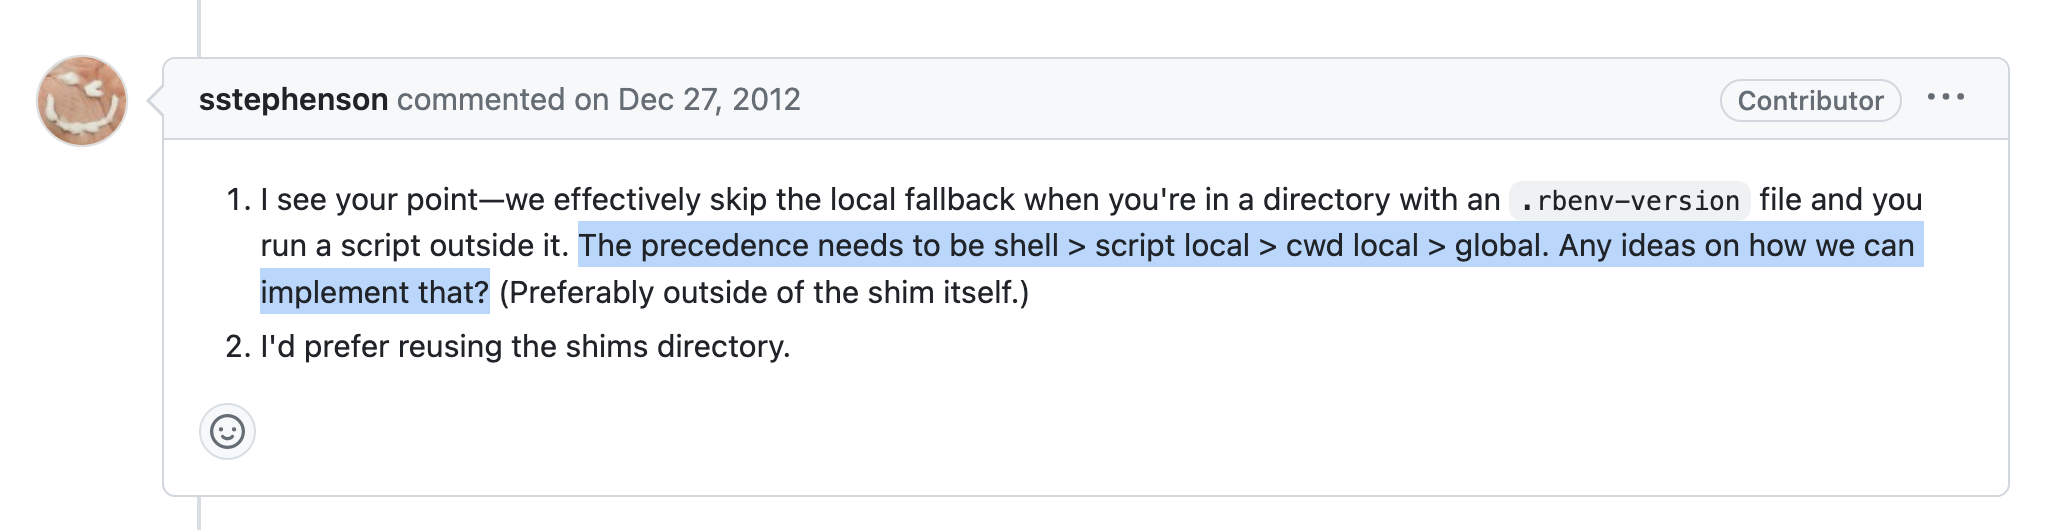 sstephenson commented on Dec 27, 2012
Contributor
1. I see your point—we effectively skip the local fallback when you're in a directory with an .rbenv-version file and you
run a script outside it. The precedence needs to be shell > script local > cwd local > global. Any ideas on how we can
implement that? (Preferably outside of the shim itself.)
2. I'd prefer reusing the shims directory.